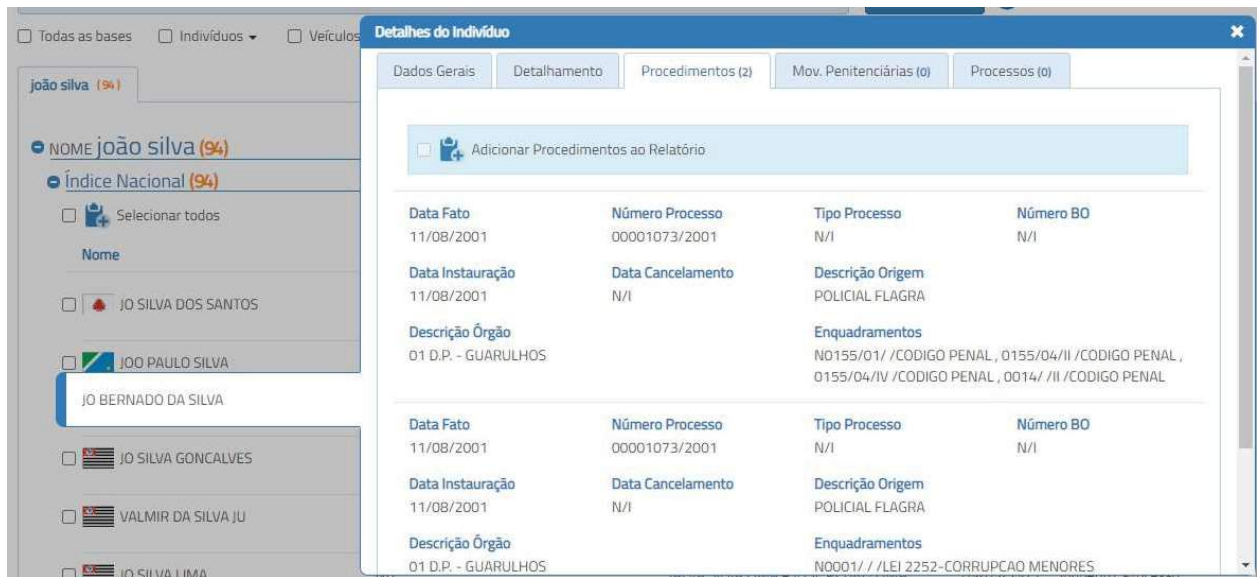 Todas as bases Indivíduos Veículos
joão silva (94)
NOME joão silva (94)
Índice Nacional (94)
Selecionar todos
Nome
JO SILVA DOS SANTOS
JOO PAULO SILVA
JO BERNADO DA SILVA
JO SILVA GONCALVES
VALMIR DA SILVA JU
JO SILVA LIMA
Detalhes do Indivíduo
Dados Gerais Detalhamento Procedimentos (2) Mov. Penitenciárias (0) Processos (0)
Adicionar Procedimentos ao Relatório
Data Fato Número Processo Tipo Processo Número BO
11/08/2001 00001073/2001 N/I N/I
Data Instauração Data Cancelamento Descrição Origem
11/08/2001 N/I POLICIAL FLAGRA
Descrição Órgão Enquadramentos
01 D.P. - GUARULHOS N0155/01/ /CODIGO PENAL , 0155/04/II /CODIGO PENAL ,
0155/04/IV /CODIGO PENAL , 0014/ /II /CODIGO PENAL
Data Fato Número Processo Tipo Processo Número BO
11/08/2001 00001073/2001 N/I N/I
Data Instauração Data Cancelamento Descrição Origem
11/08/2001 N/I POLICIAL FLAGRA
Descrição Órgão Enquadramentos
01 D.P. - GUARULHOS N0001/ / /LEI 2252-CORRUPCAO MENORES